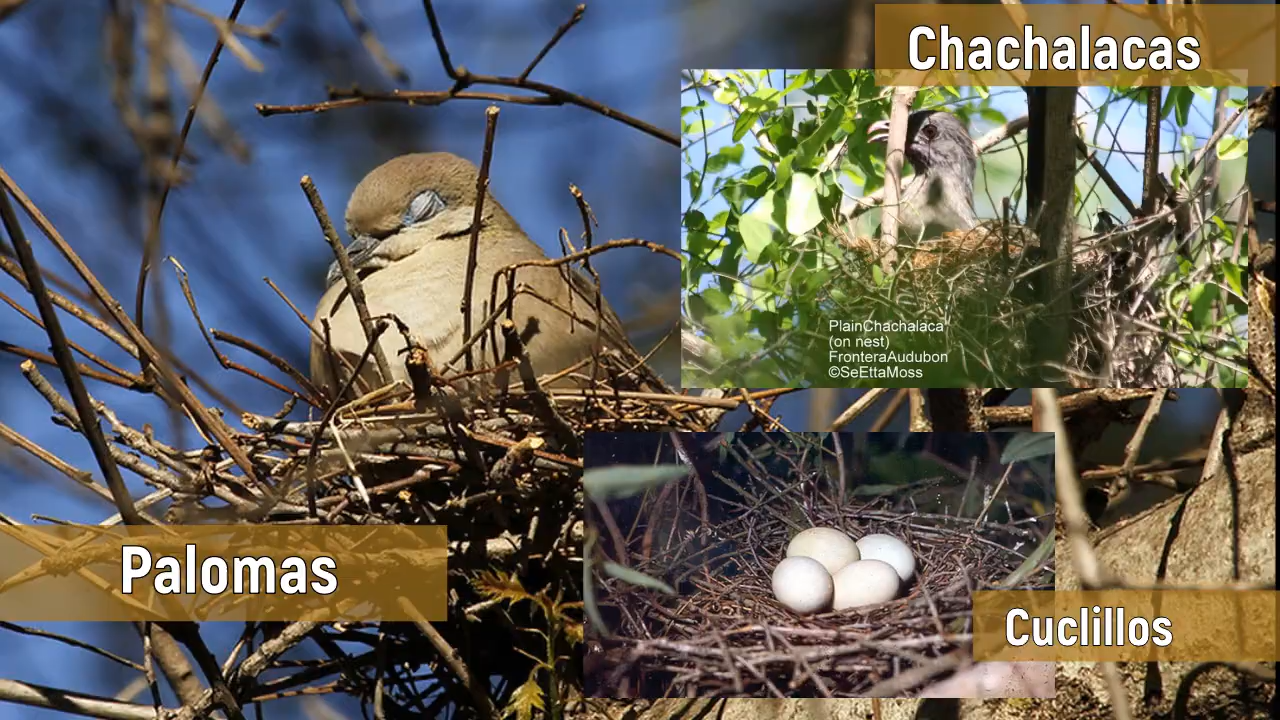 Chachalacas
PlainChachalaca
(on nest)
FronteraAudubon
©SeEttaMoss
Palomas
Cuclillos